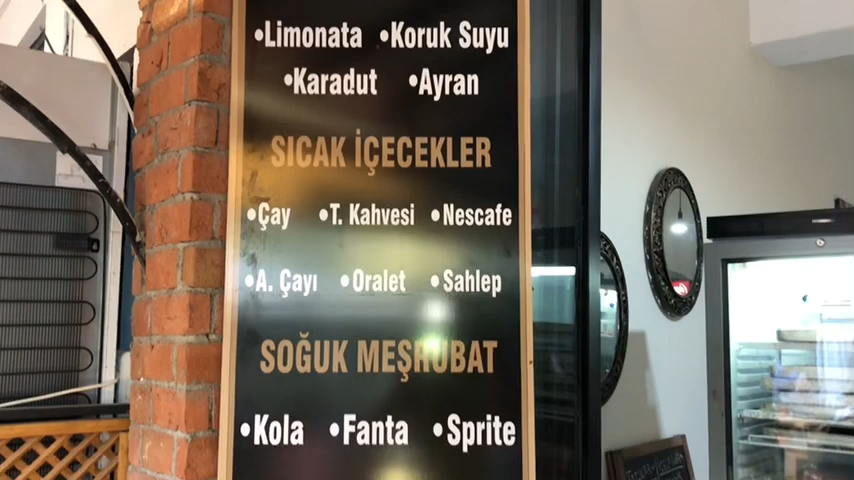 •Limonata •Koruk Suyu
•Karadut •Ayran
SICAK İÇECEKLER
•Çay •T. Kahvesi •Nescafe
•A. Çayı •Oralet •Sahlep
SOĞUK MEŞRUBAT
•Kola •Fanta •Sprite